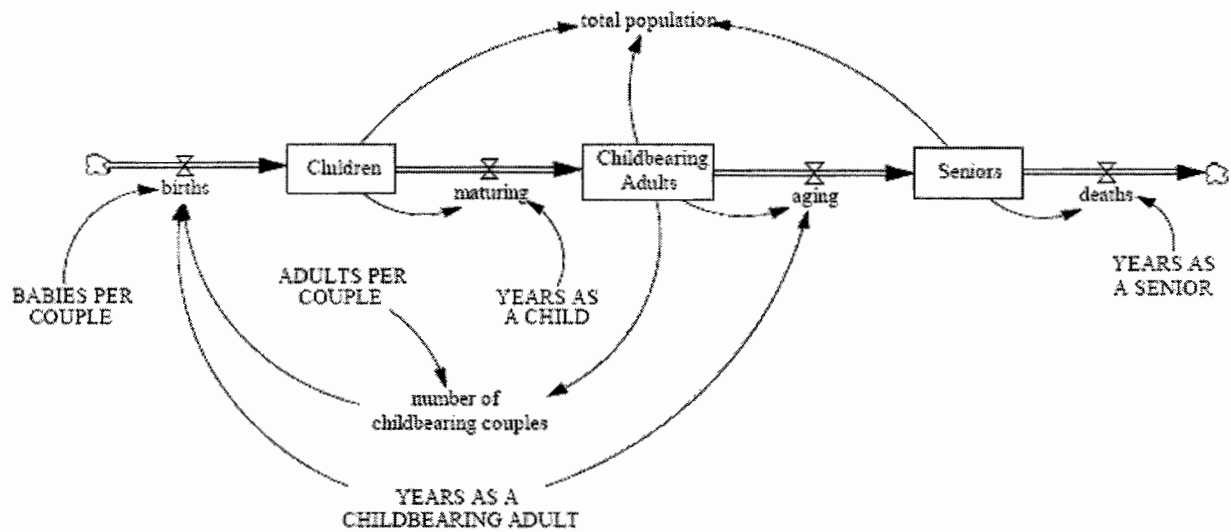 total population
Children
Childbearing
Adults
Seniors
births
maturing
aging
deaths
BABIES PER
COUPLE
ADULTS PER
COUPLE
YEARS AS
A CHILD
YEARS AS
A SENIOR
number of
childbearing couples
YEARS AS A
CHILDBEARING ADULT